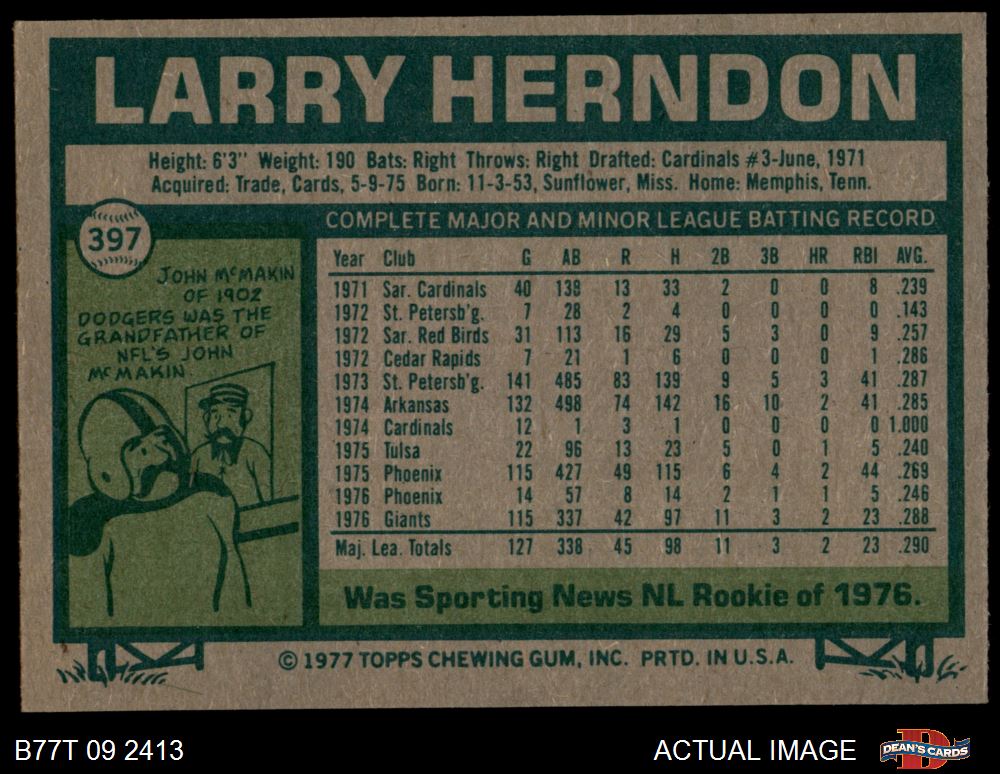 LARRY HERNDON
Height: 6'3" Weight: 190 Bats: Right Throws: Right Drafted: Cardinals #3-June, 1971
Acquired: Trade, Cards, 5-9-75 Born: 11-3-53, Sunflower, Miss. Home: Memphis, Tenn.
397
JOHN McMAKIN
OF 1902
DODGERS WAS THE
GRANDFATHER OF
NFL'S JOHN
McMAKIN
COMPLETE MAJOR AND MINOR LEAGUE BATTING RECORD
Year Club G AB R H 2B 3B HR RBI AVG.
1971 Sar. Cardinals 40 138 13 33 2 0 0 8 .239
1972 St. Petersb'g. 7 28 2 4 0 0 0 0 .143
1972 Sar. Red Birds 31 113 16 29 5 3 0 9 .257
1972 Cedar Rapids 7 21 1 6 0 0 0 1 .286
1973 St. Petersb'g. 141 485 83 139 9 5 3 41 .287
1974 Arkansas 132 498 74 142 16 10 2 41 .285
1974 Cardinals 12 1 3 1 0 0 0 0 1.000
1975 Tulsa 22 96 13 23 5 0 1 5 .240
1975 Phoenix 115 427 49 115 6 4 2 44 .269
1976 Phoenix 14 57 8 14 2 1 1 5 .246
1976 Giants 115 337 42 97 11 3 2 23 .288
Maj. Lea. Totals 127 338 45 98 11 3 2 23 .290
Was Sporting News NL Rookie of 1976.
© 1977 TOPPS CHEWING GUM, INC. PRTD. IN U.S.A.
B77T 09 2413
ACTUAL IMAGE
DEAN'S CARDS